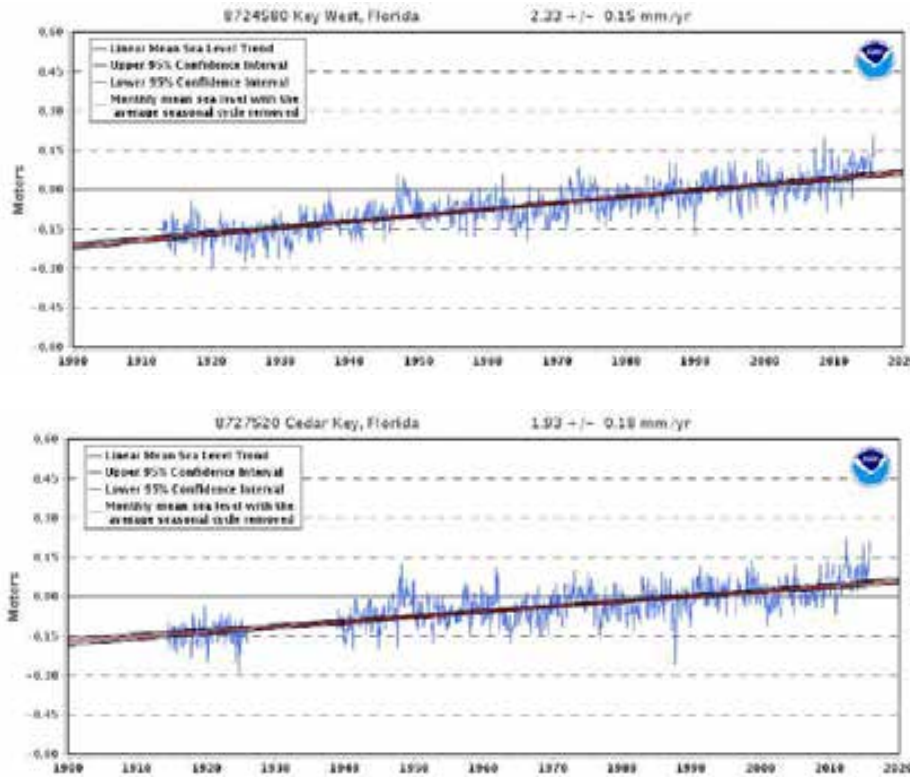 8724580 Key West, Florida 2.33 +/- 0.15 mm/yr
0.60
Linear Mean Sea Level Trend
Upper 95% Confidence Interval
Lower 95% Confidence Interval
Monthly mean sea level with the
average seasonal cycle removed
0.45
0.30
0.15
0.00
-0.15
-0.30
-0.45
-0.60
Meters
1900 1910 1920 1930 1940 1950 1960 1970 1980 1990 2000 2010 2020
8727520 Cedar Key, Florida 1.93 +/- 0.18 mm/yr
0.60
Linear Mean Sea Level Trend
Upper 95% Confidence Interval
Lower 95% Confidence Interval
Monthly mean sea level with the
average seasonal cycle removed
0.45
0.30
0.15
0.00
-0.15
-0.30
-0.45
-0.60
Meters
1900 1910 1920 1930 1940 1950 1960 1970 1980 1990 2000 2010 2020